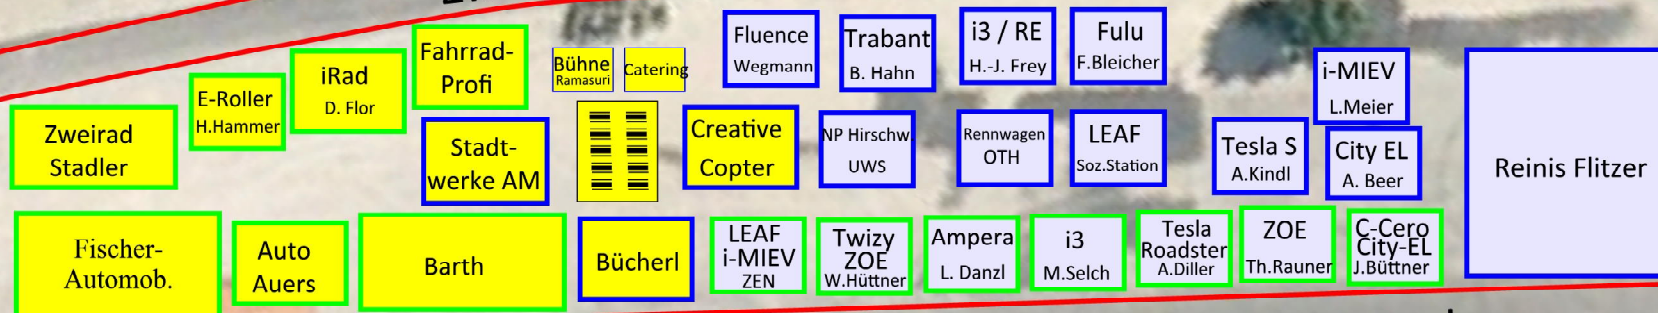 Zweirad
Stadler
E-Roller
H.Hammer
iRad
D. Flor
Fahrrad-
Profi
Stadt-
werke AM
Bühne
Ramasuri
Catering
Fluence
Wegmann
Trabant
B. Hahn
i3 / RE
H.-J. Frey
Fulu
F.Bleicher
Creative
Copter
NP Hirschw.
UWS
Rennwagen
OTH
LEAF
Soz.Station
Tesla S
A.Kindl
i-MIEV
L.Meier
City EL
A. Beer
Reinis Flitzer
Fischer-
Automob.
Auto
Auers
Barth
Bücherl
LEAF
i-MIEV
ZEN
Twizy
ZOE
W.Hüttner
Ampera
L. Danzl
i3
M.Selch
Tesla
Roadster
A.Diller
ZOE
Th.Rauner
C-Cero
City-EL
J.Büttner